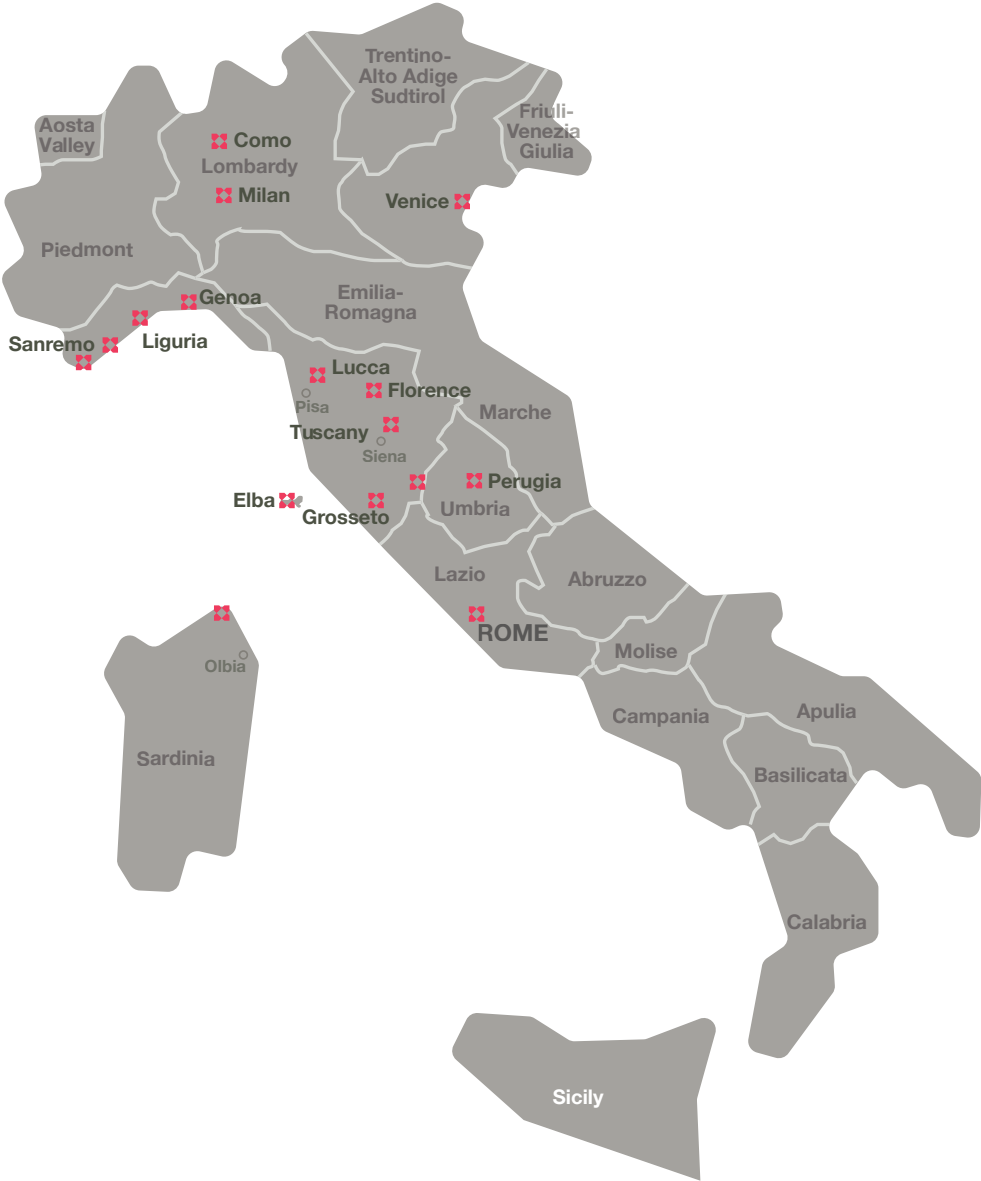 Trentino-
Alto Adige
Sudtirol
Friuli-
Venezia
Giulia
Aosta
Valley
Como
Lombardy
Milan
Venice
Piedmont
Genoa
Emilia-
Romagna
Sanremo
Liguria
Lucca
Florence
Pisa
Marche
Tuscany
Siena
Perugia
Elba
Umbria
Grosseto
Lazio
Abruzzo
ROME
Molise
Olbia
Campania
Apulia
Sardinia
Basilicata
Calabria
Sicily